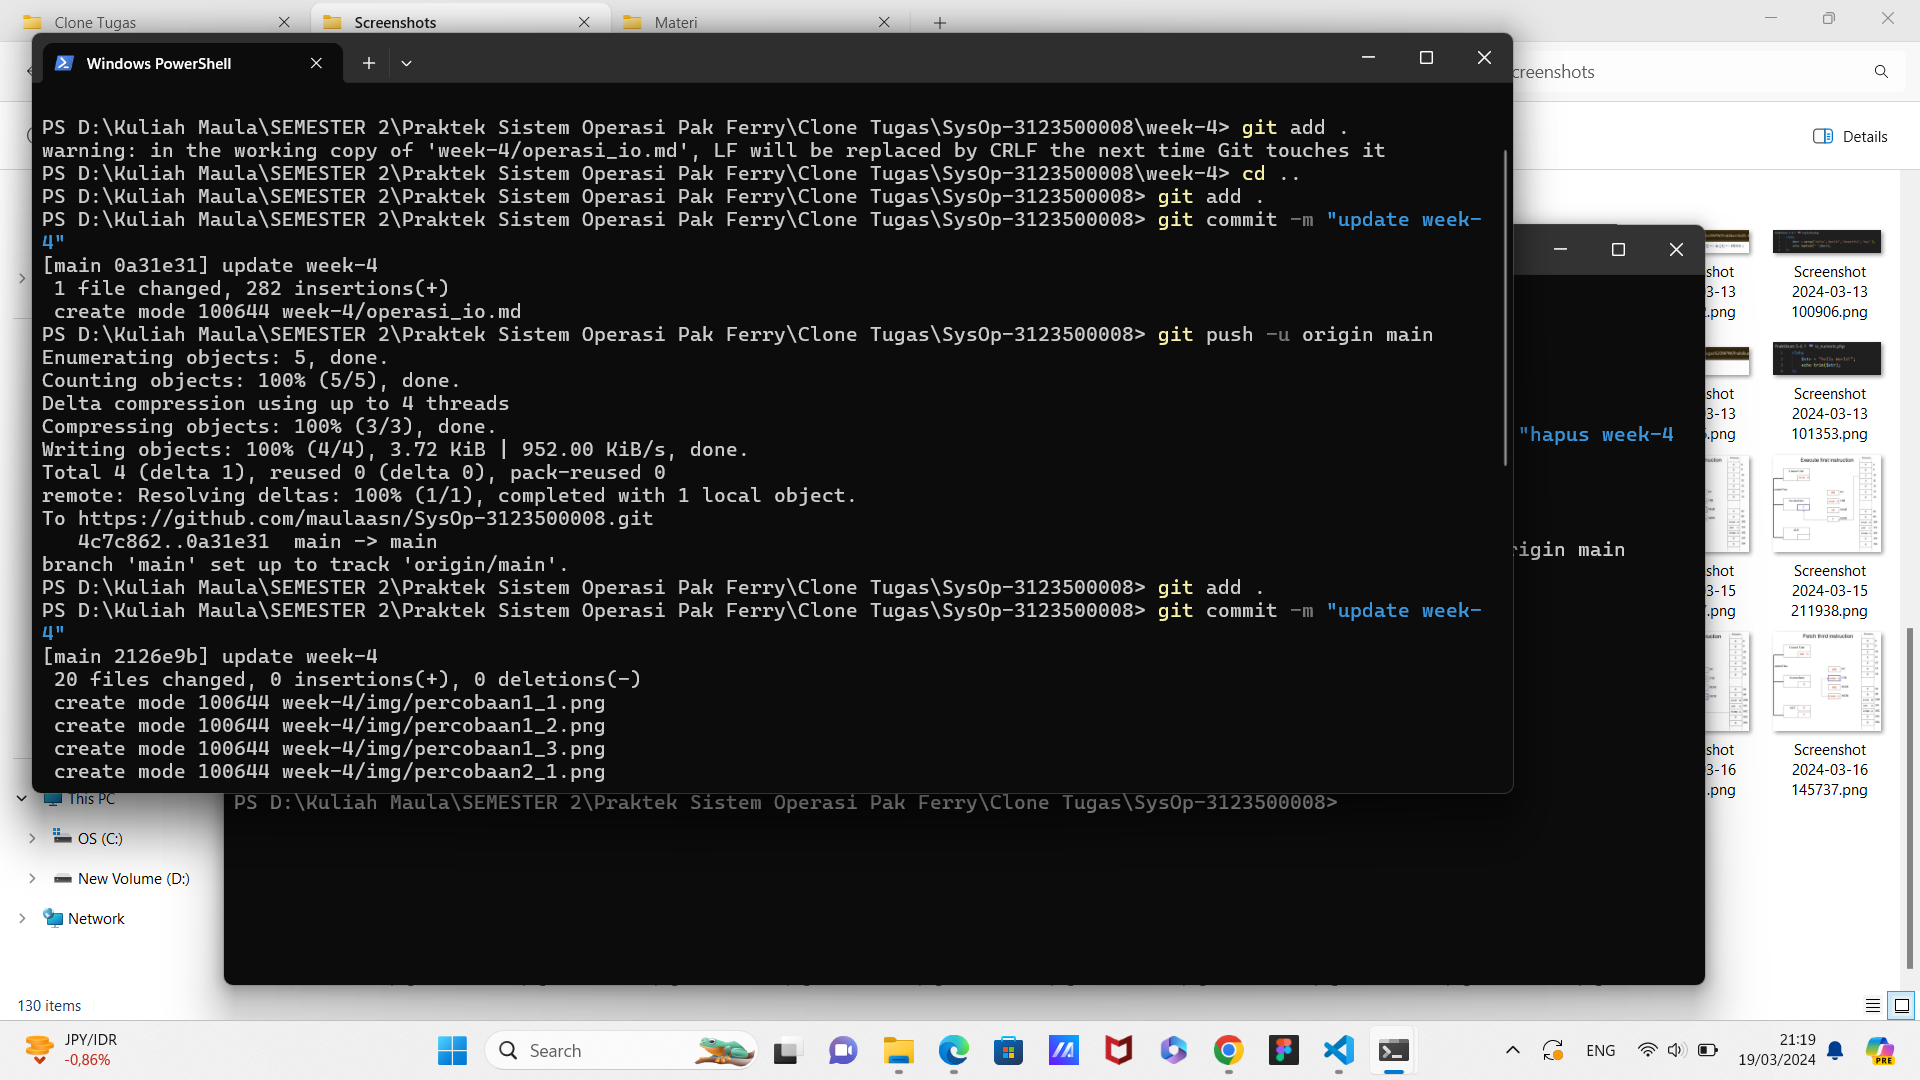 Clone Tugas
Screenshots
Materi
Windows PowerShell
creenshots
Details
PS D:\Kuliah Maula\SEMESTER 2\Praktek Sistem Operasi Pak Ferry\Clone Tugas\SysOp-3123500008\week-4> git add .
warning: in the working copy of 'week-4/operasi_io.md', LF will be replaced by CRLF the next time Git touches it
PS D:\Kuliah Maula\SEMESTER 2\Praktek Sistem Operasi Pak Ferry\Clone Tugas\SysOp-3123500008\week-4> cd ..
PS D:\Kuliah Maula\SEMESTER 2\Praktek Sistem Operasi Pak Ferry\Clone Tugas\SysOp-3123500008> git add .
PS D:\Kuliah Maula\SEMESTER 2\Praktek Sistem Operasi Pak Ferry\Clone Tugas\SysOp-3123500008> git commit -m "update week-
4"
[main 0a31e31] update week-4
1 file changed, 282 insertions(+)
create mode 100644 week-4/operasi_io.md
PS D:\Kuliah Maula\SEMESTER 2\Praktek Sistem Operasi Pak Ferry\Clone Tugas\SysOp-3123500008> git push -u origin main
Enumerating objects: 5, done.
Counting objects: 100% (5/5), done.
Delta compression using up to 4 threads
Compressing objects: 100% (3/3), done.
Writing objects: 100% (4/4), 3.72 KiB | 952.00 KiB/s, done.
Total 4 (delta 1), reused 0 (delta 0), pack-reused 0
remote: Resolving deltas: 100% (1/1), completed with 1 local object.
To https://github.com/maulaasn/SysOp-3123500008.git
4c7c862..0a31e31  main -> main
branch 'main' set up to track 'origin/main'.
PS D:\Kuliah Maula\SEMESTER 2\Praktek Sistem Operasi Pak Ferry\Clone Tugas\SysOp-3123500008> git add .
PS D:\Kuliah Maula\SEMESTER 2\Praktek Sistem Operasi Pak Ferry\Clone Tugas\SysOp-3123500008> git commit -m "update week-
4"
[main 2126e9b] update week-4
20 files changed, 0 insertions(+), 0 deletions(-)
create mode 100644 week-4/img/percobaan1_1.png
create mode 100644 week-4/img/percobaan1_2.png
create mode 100644 week-4/img/percobaan1_3.png
create mode 100644 week-4/img/percobaan2_1.png
"hapus week-4
rigin main
PS D:\Kuliah Maula\SEMESTER 2\Praktek Sistem Operasi Pak Ferry\Clone Tugas\SysOp-3123500008>
shot
3-13
.png
Screenshot
2024-03-13
100906.png
shot
3-13
.png
Screenshot
2024-03-13
101353.png
Execute first instruction
shot
3-15
.png
Screenshot
2024-03-15
211938.png
Fetch third instruction
shot
3-16
.png
Screenshot
2024-03-16
145737.png
This PC
OS (C:)
New Volume (D:)
Network
130 items
JPY/IDR
-0,86%
Search
ENG
21:19
19/03/2024
PRE